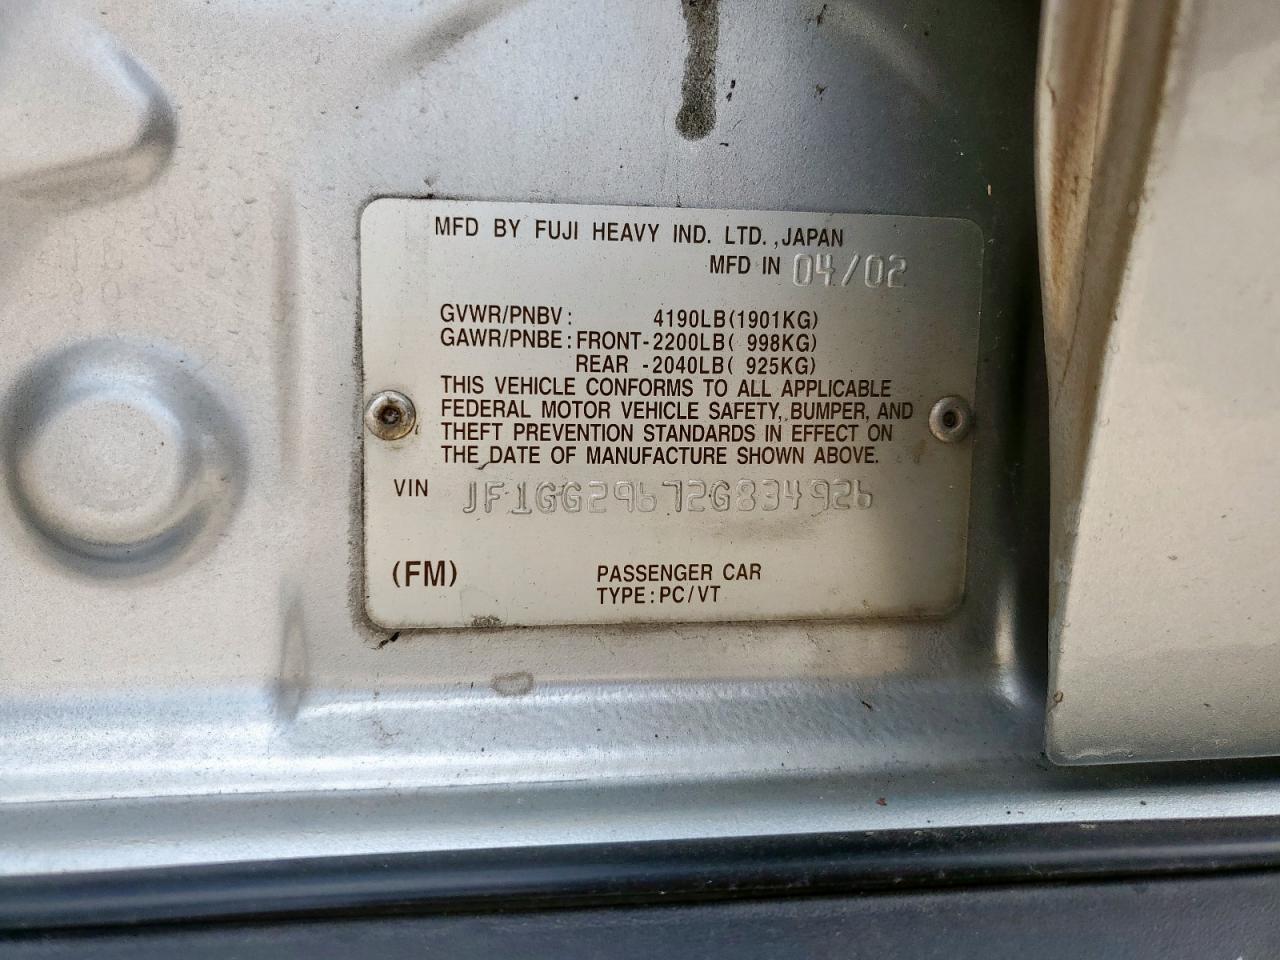 MFD BY FUJI HEAVY IND. LTD., JAPAN
MFD IN 04/02
GVWR/PNBV: 4190LB(1901KG)
GAWR/PNBE: FRONT-2200LB( 998KG)
REAR -2040LB( 925KG)
THIS VEHICLE CONFORMS TO ALL APPLICABLE
FEDERAL MOTOR VEHICLE SAFETY, BUMPER, AND
THEFT PREVENTION STANDARDS IN EFFECT ON
THE DATE OF MANUFACTURE SHOWN ABOVE.
VIN JF1GG29672G834926
(FM) PASSENGER CAR
TYPE: PC/VT